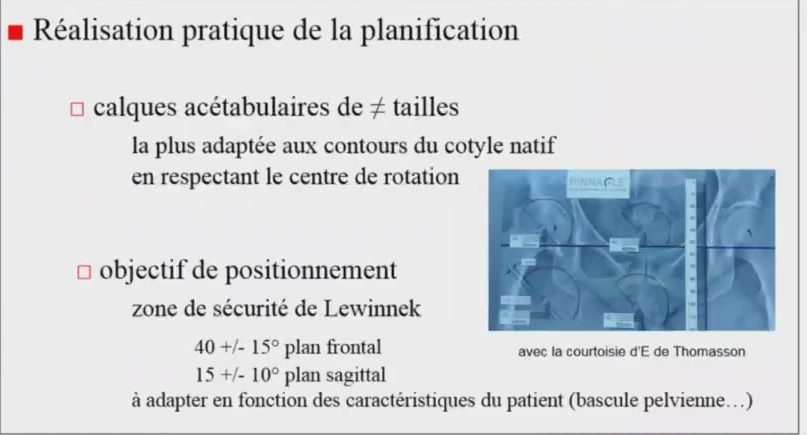 Réalisation pratique de la planification
calques acétabulaires de ≠ tailles
la plus adaptée aux contours du cotyle natif
en respectant le centre de rotation
PINNACLE
objectif de positionnement
zone de sécurité de Lewinnek
40 +/- 15° plan frontal
15 +/- 10° plan sagittal
à adapter en fonction des caractéristiques du patient (bascule pelvienne…)
avec la courtoisie d'E de Thomasson